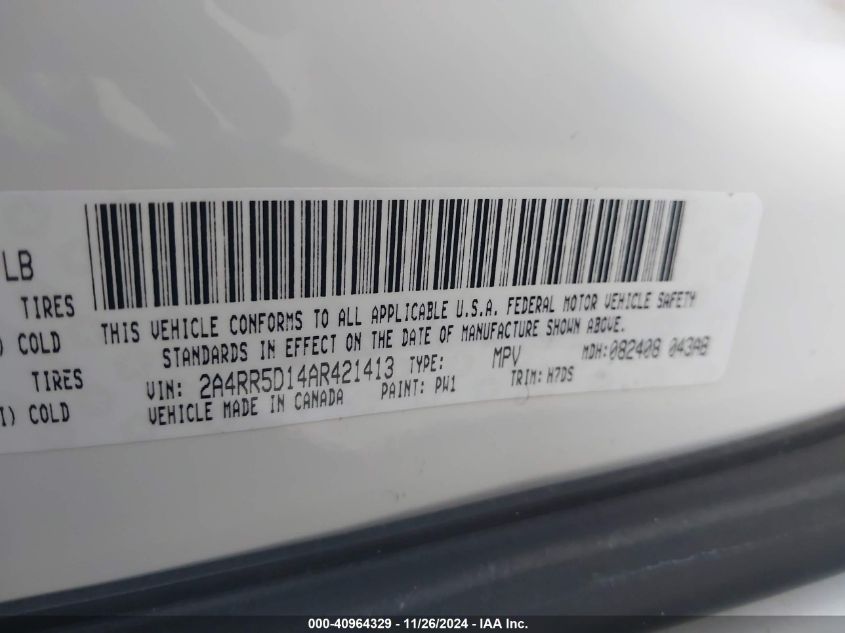 LB
TIRES
) COLD
TIRES
I) COLD
THIS VEHICLE CONFORMS TO ALL APPLICABLE U.S.A. FEDERAL MOTOR VEHICLE SAFETY
STANDARDS IN EFFECT ON THE DATE OF MANUFACTURE SHOWN ABOVE.
VIN: 2A4RR5D14AR421413 TYPE: MPV MDH: 082408 043AB
VEHICLE MADE IN CANADA PAINT: PW1 TRIM: H7DS
000-40964329 | 11/26/2024 - IAA Inc.